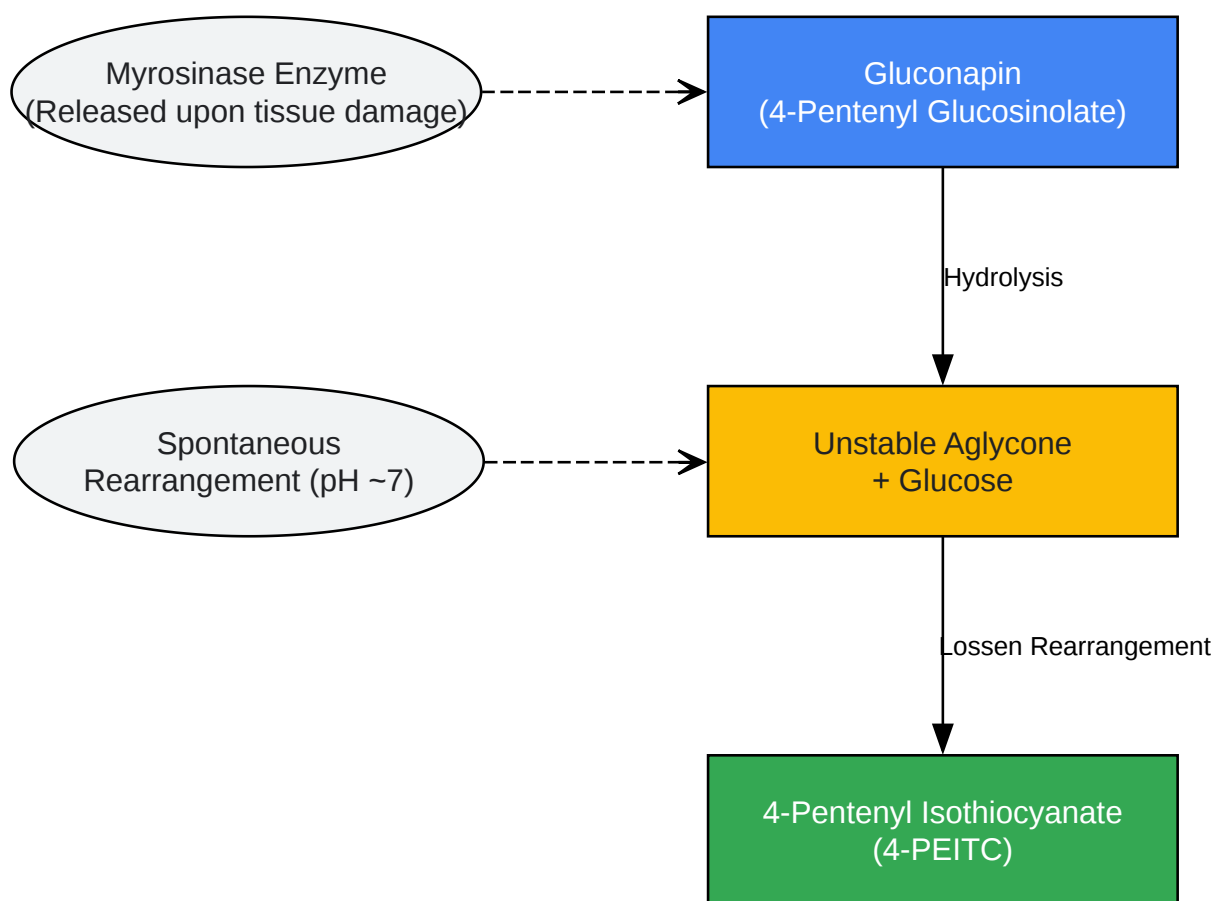 Myrosinase Enzyme
(Released upon tissue damage)
Gluconapin
(4-Pentenyl Glucosinolate)
Hydrolysis
Spontaneous
Rearrangement (pH ~7)
Unstable Aglycone
+ Glucose
Lossen Rearrangement
4-Pentenyl Isothiocyanate
(4-PEITC)